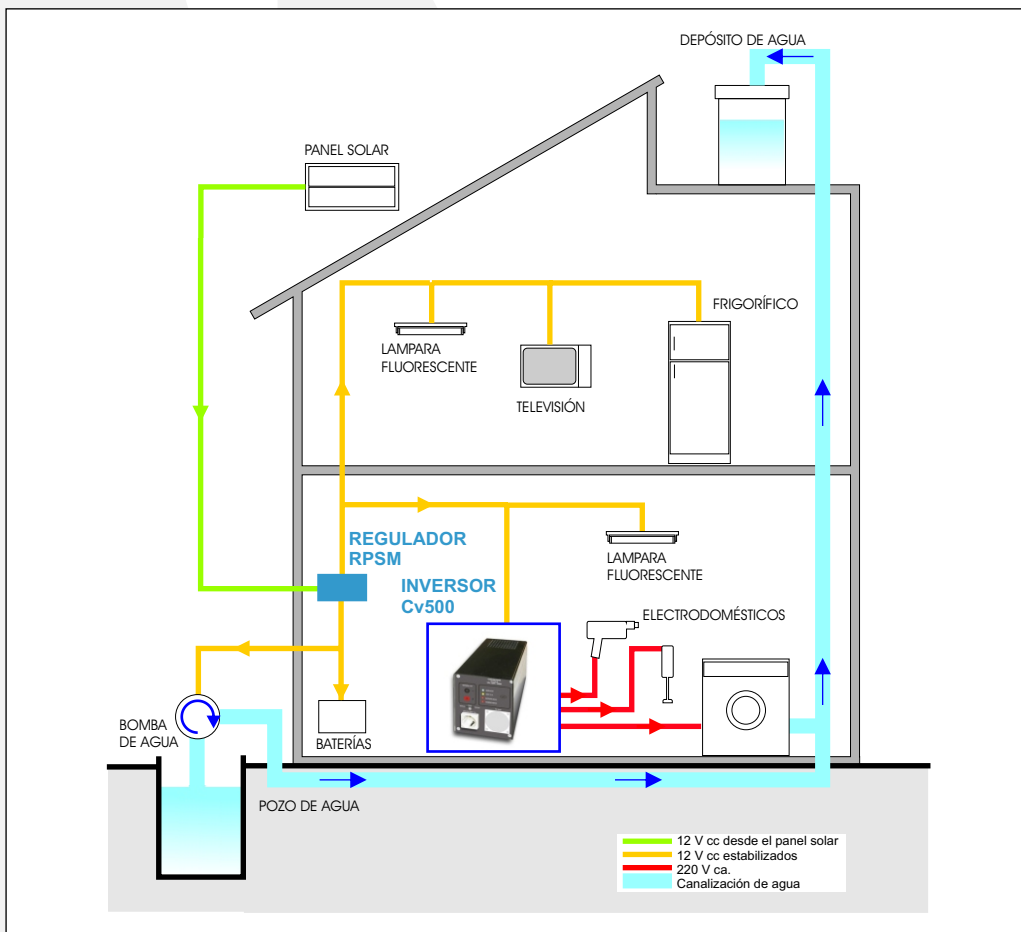 DEPÓSITO DE AGUA
PANEL SOLAR
FRIGORÍFICO
LAMPARA
FLUORESCENTE
TELEVISIÓN
REGULADOR
RPSM
INVERSOR
Cv500
LAMPARA
FLUORESCENTE
ELECTRODOMÉSTICOS
BOMBA
DE AGUA
BATERÍAS
POZO DE AGUA
12 V cc desde el panel solar
12 V cc estabilizados
220 V ca.
Canalización de agua